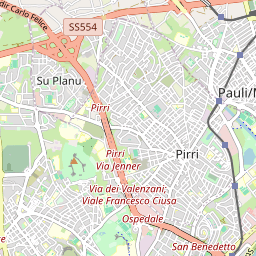 dir Carlo Felice
SS554
Su Planu
Pauli/M
Pirri
Pirri
Via Jenner
Pirri
Via dei Valenzani;
Viale Francesco Ciusa
Ospedale
San Benedetto